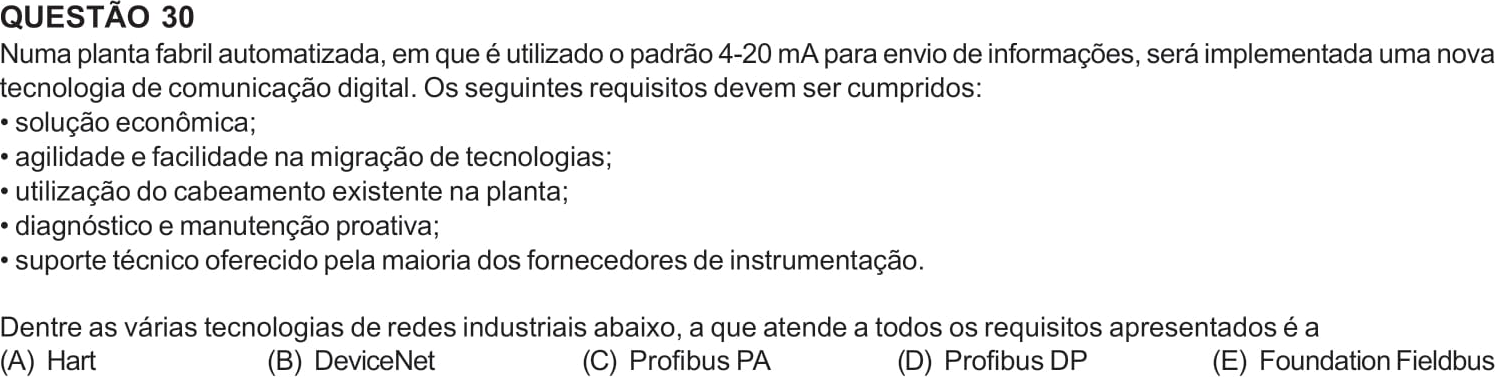 QUESTÃO 30
Numa planta fabril automatizada, em que é utilizado o padrão 4-20 mA para envio de informações, será implementada uma nova
tecnologia de comunicação digital. Os seguintes requisitos devem ser cumpridos:
• solução econômica;
• agilidade e facilidade na migração de tecnologias;
• utilização do cabeamento existente na planta;
• diagnóstico e manutenção proativa;
• suporte técnico oferecido pela maioria dos fornecedores de instrumentação.
Dentre as várias tecnologias de redes industriais abaixo, a que atende a todos os requisitos apresentados é a
(A) Hart (B) DeviceNet (C) Profibus PA (D) Profibus DP (E) Foundation Fieldbus